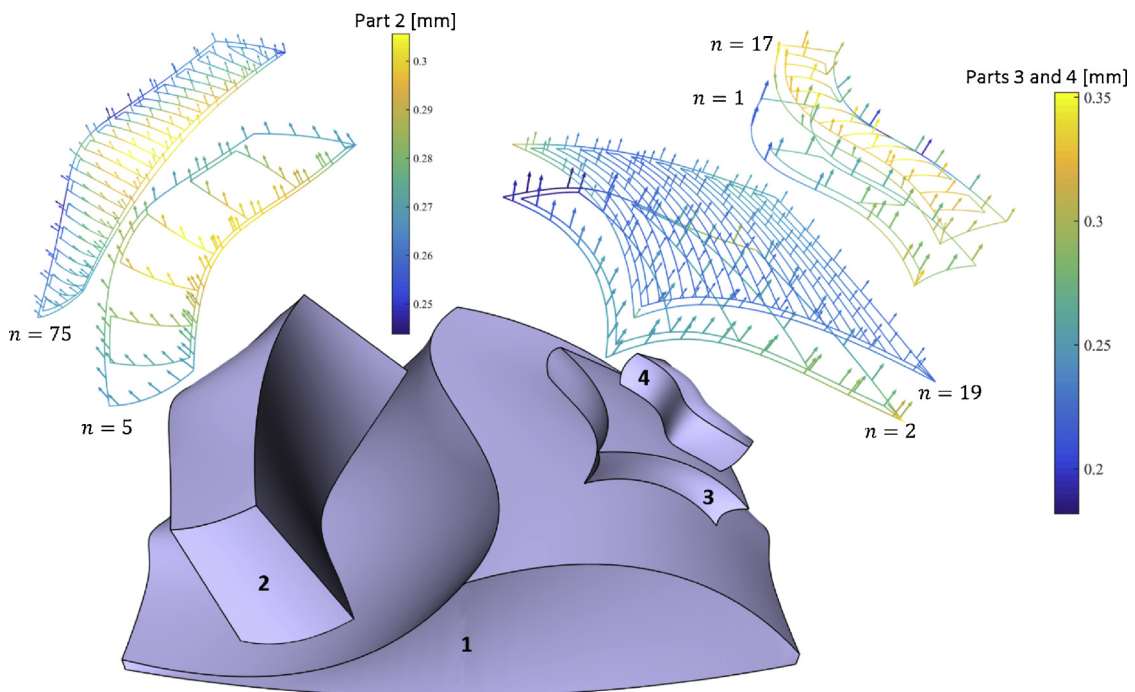 Part 2 [mm]
0.3
0.29
0.28
0.27
0.26
0.25
n = 75
n = 5
n = 17
n = 1
Parts 3 and 4 [mm]
0.35
0.3
0.25
0.2
n = 19
n = 2
4
3
2
1